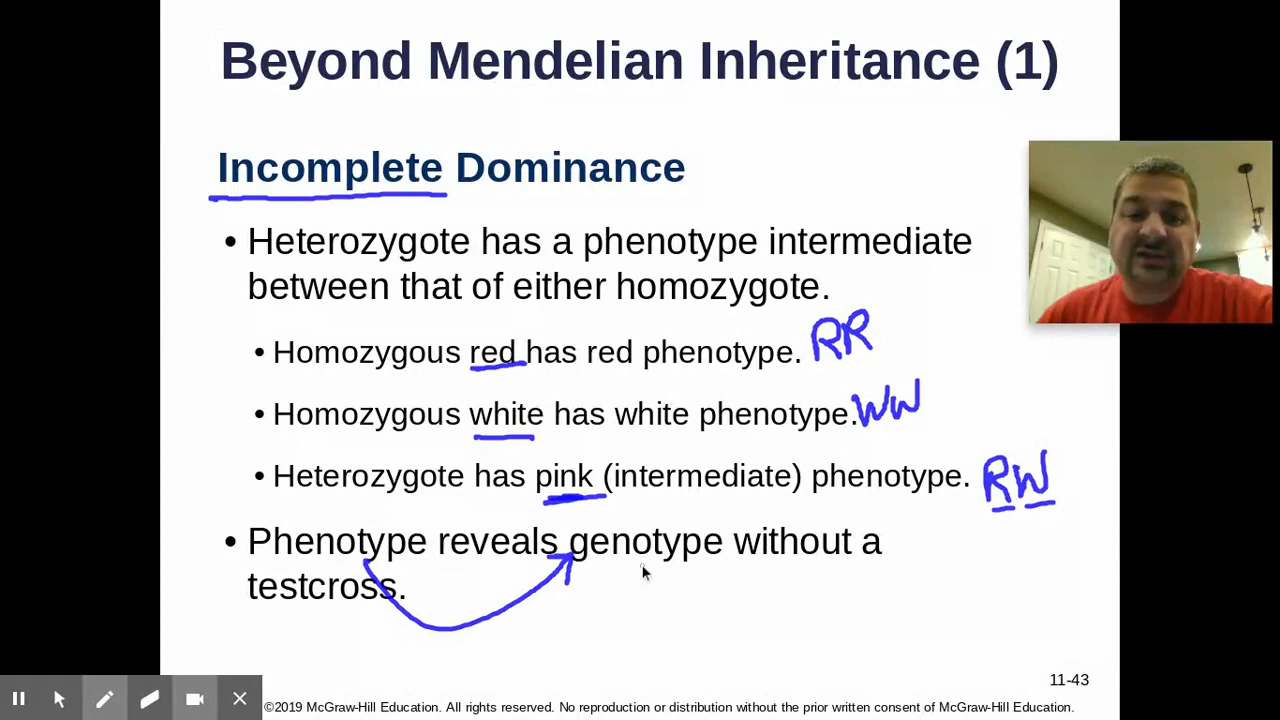 Beyond Mendelian Inheritance (1)
Incomplete Dominance
• Heterozygote has a phenotype intermediate
between that of either homozygote.
• Homozygous red has red phenotype. RR
• Homozygous white has white phenotype. WW
• Heterozygote has pink (intermediate) phenotype. RW
• Phenotype reveals genotype without a
testcross.
11-43
©2019 McGraw-Hill Education. All rights reserved. No reproduction or distribution without the prior written consent of McGraw-Hill Education.